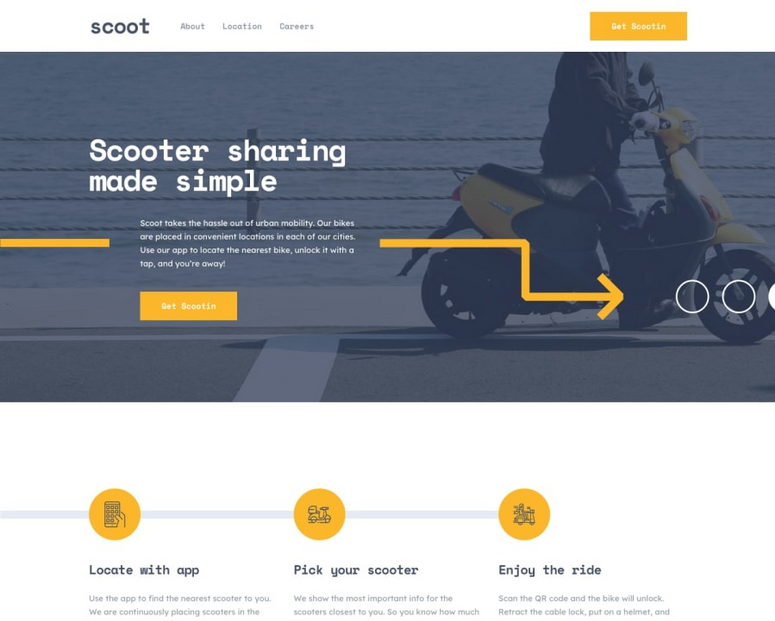 scoot
About
Location
Careers
Get Scootin
Scooter sharing
made simple
Scoot takes the hassle out of urban mobility. Our bikes
are placed in convenient locations in each of our cities.
Use our app to locate the nearest bike, unlock it with a
tap, and you're away!
Get Scootin
Locate with app
Use the app to find the nearest scooter to you.
We are continuously placing scooters in the
Pick your scooter
We show the most important info for the
scooters closest to you. So you know how much
Enjoy the ride
Scan the QR code and the bike will unlock.
Retract the cable lock, put on a helmet, and